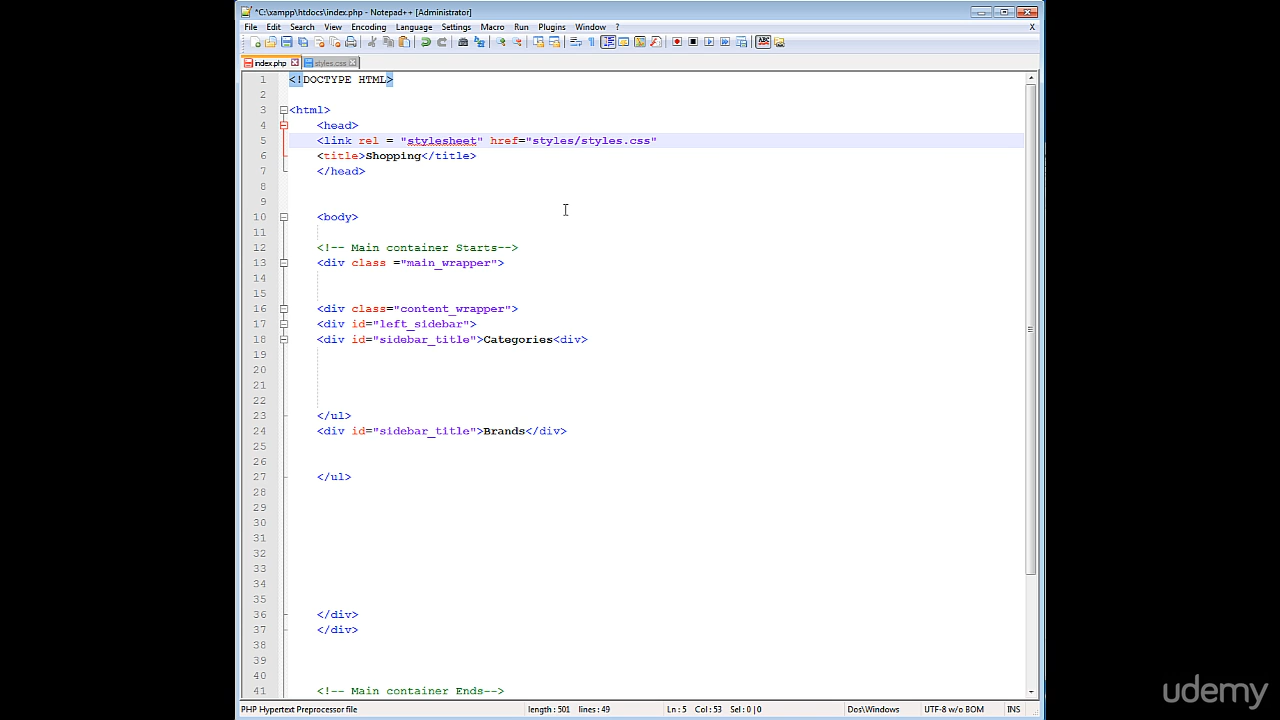 *C:\xampp\htdocs\index.php - Notepad++ [Administrator]
File Edit Search View Encoding Language Settings Macro Run Plugins Window ? X
index.php styles.css
1 <!DOCTYPE HTML>
2
3 <html>
4 <head>
5 <link rel = "stylesheet" href="styles/styles.css"
6 <title>Shopping</title>
7 </head>
8
9
10 <body>
11
12 <!-- Main container Starts-->
13 <div class ="main_wrapper">
14
15
16 <div class="content_wrapper">
17 <div id="left_sidebar">
18 <div id="sidebar_title">Categories<div>
19
20
21
22
23 </ul>
24 <div id="sidebar_title">Brands</div>
25
26
27 </ul>
28
29
30
31
32
33
34
35
36 </div>
37 </div>
38
39
40
41 <!-- Main container Ends-->
PHP Hypertext Preprocessor file length : 501 lines : 49 Ln : 5 Col : 53 Sel : 0 | 0 Dos\Windows UTF-8 w/o BOM INS
udemy